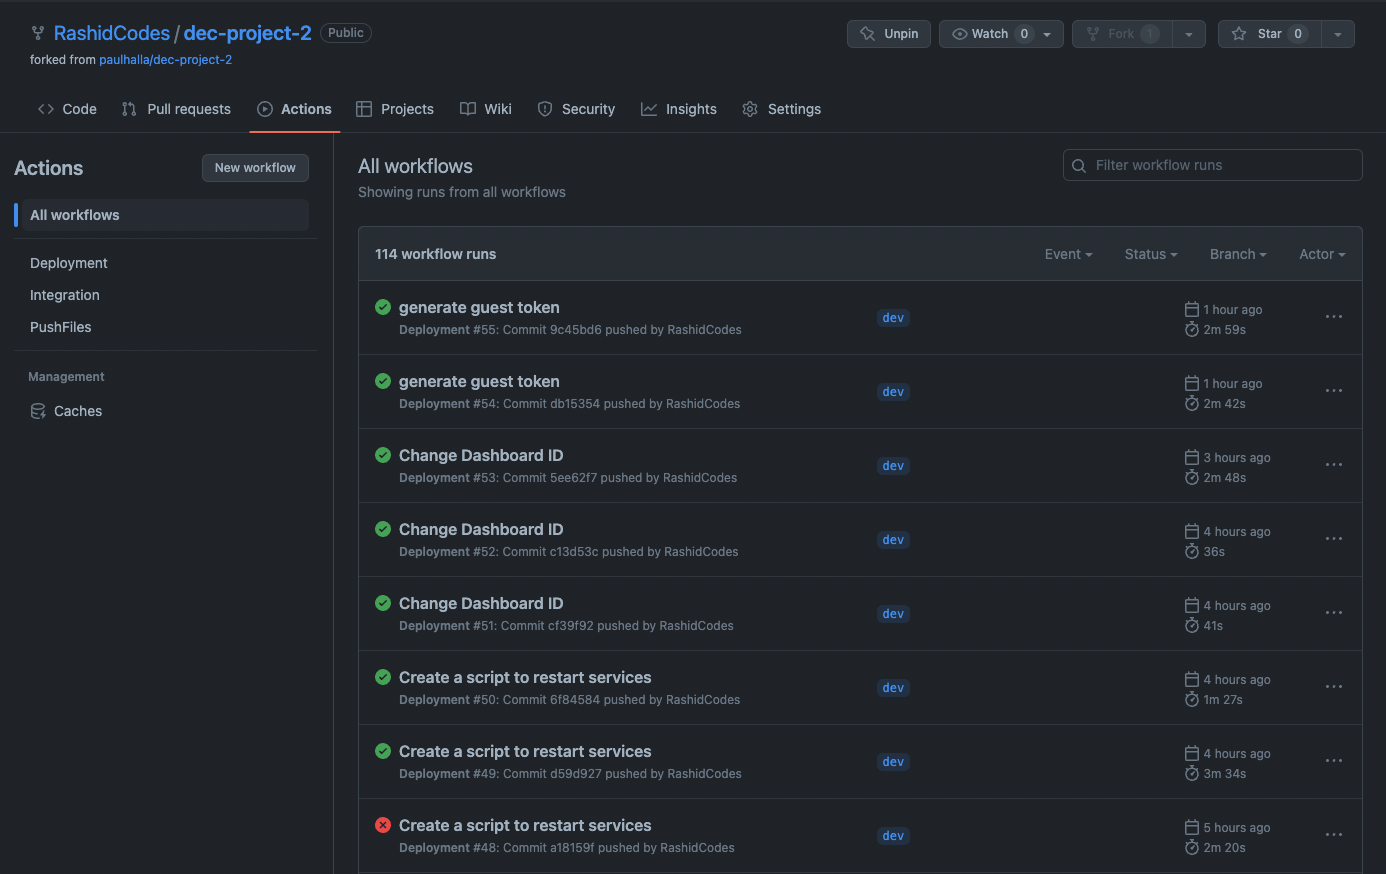 RashidCodes / dec-project-2 Public
Unpin Watch 0 Fork 1 Star 0
forked from paulhalla/dec-project-2
Code Pull requests Actions Projects Wiki Security Insights Settings
Actions New workflow
All workflows
Deployment
Integration
PushFiles
Management
Caches
All workflows
Showing runs from all workflows
Filter workflow runs
114 workflow runs Event Status Branch Actor
generate guest token
Deployment #55: Commit 9c45bd6 pushed by RashidCodes
dev
1 hour ago
2m 59s
generate guest token
Deployment #54: Commit db15354 pushed by RashidCodes
dev
1 hour ago
2m 42s
Change Dashboard ID
Deployment #53: Commit 5ee62f7 pushed by RashidCodes
dev
3 hours ago
2m 48s
Change Dashboard ID
Deployment #52: Commit c13d53c pushed by RashidCodes
dev
4 hours ago
36s
Change Dashboard ID
Deployment #51: Commit cf39f92 pushed by RashidCodes
dev
4 hours ago
41s
Create a script to restart services
Deployment #50: Commit 6f84584 pushed by RashidCodes
dev
4 hours ago
1m 27s
Create a script to restart services
Deployment #49: Commit d59d927 pushed by RashidCodes
dev
4 hours ago
3m 34s
Create a script to restart services
Deployment #48: Commit a18159f pushed by RashidCodes
dev
5 hours ago
2m 20s